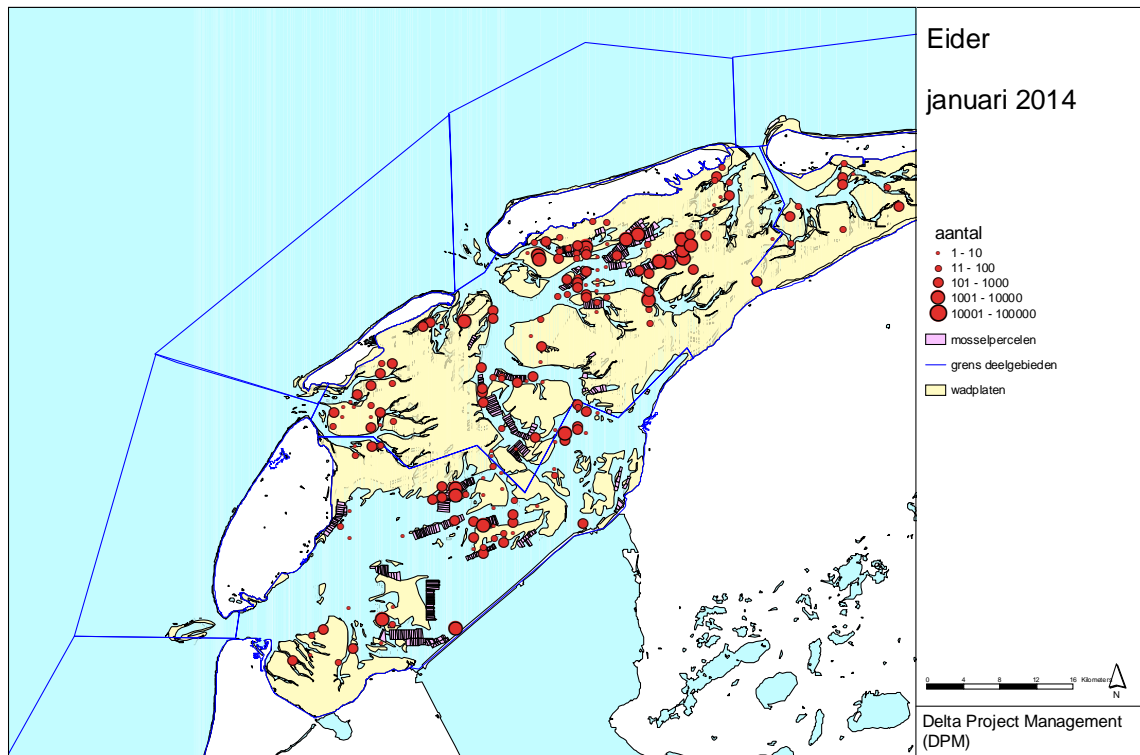 Eider
januari 2014
aantal
1 - 10
11 - 100
101 - 1000
1001 - 10000
10001 - 100000
mosselpercelen
grens deelgebieden
wadplaten
0 4 8 12 16 Kilometers
N
Delta Project Management
(DPM)